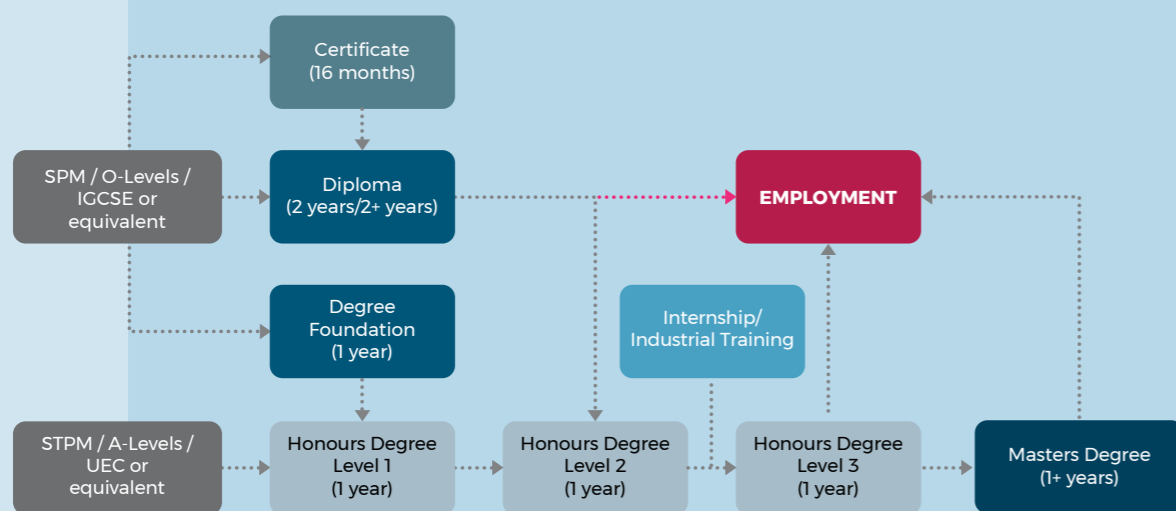 Certificate
(16 months)
SPM / O-Levels /
IGCSE or
equivalent
Diploma
(2 years/2+ years)
EMPLOYMENT
Degree
Foundation
(1 year)
Internship/
Industrial Training
STPM / A-Levels /
UEC or
equivalent
Honours Degree
Level 1
(1 year)
Honours Degree
Level 2
(1 year)
Honours Degree
Level 3
(1 year)
Masters Degree
(1+ years)